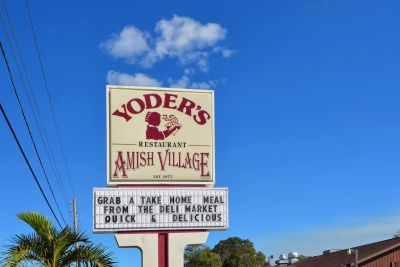 YODER'S
RESTAURANT
AMISH VILLAGE
EST. 1975
GRAB A TAKE HOME MEAL
FROM THE DELI MARKET
QUICK & DELICIOUS